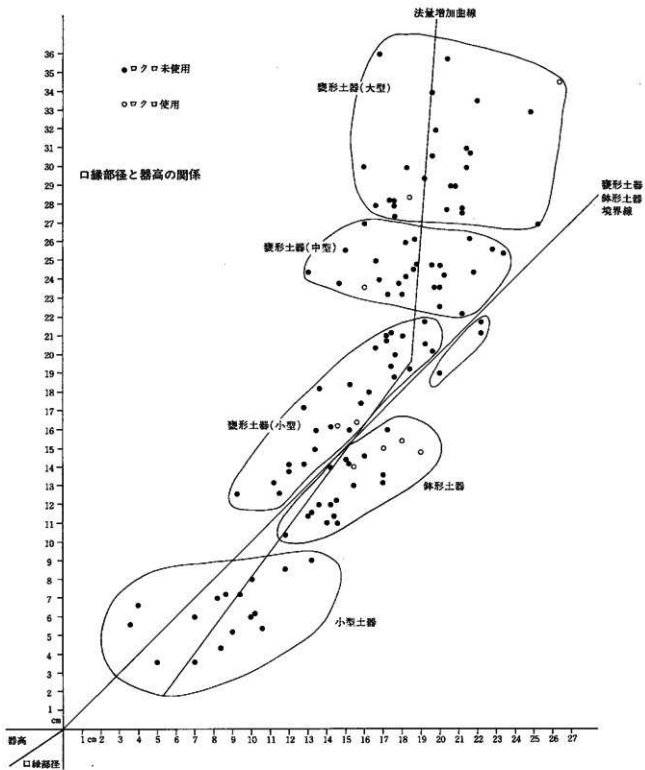 法量増加曲線
●ロクロ未使用
○ロクロ使用
甕形土器(大型)
口縁部径と器高の関係
甕形土器
鉢形土器
境界線
甕形土器(中型)
甕形土器(小型)
鉢形土器
小型土器
36
35
34
33
32
31
30
29
28
27
26
25
24
23
22
21
20
19
18
17
16
15
14
13
12
11
10
9
8
7
6
5
4
3
2
1
cm
器高
1 cm 2 3 4 5 6 7 8 9 10 11 12 13 14 15 16 17 18 19 20 21 22 23 24 25 26 27
口縁部径